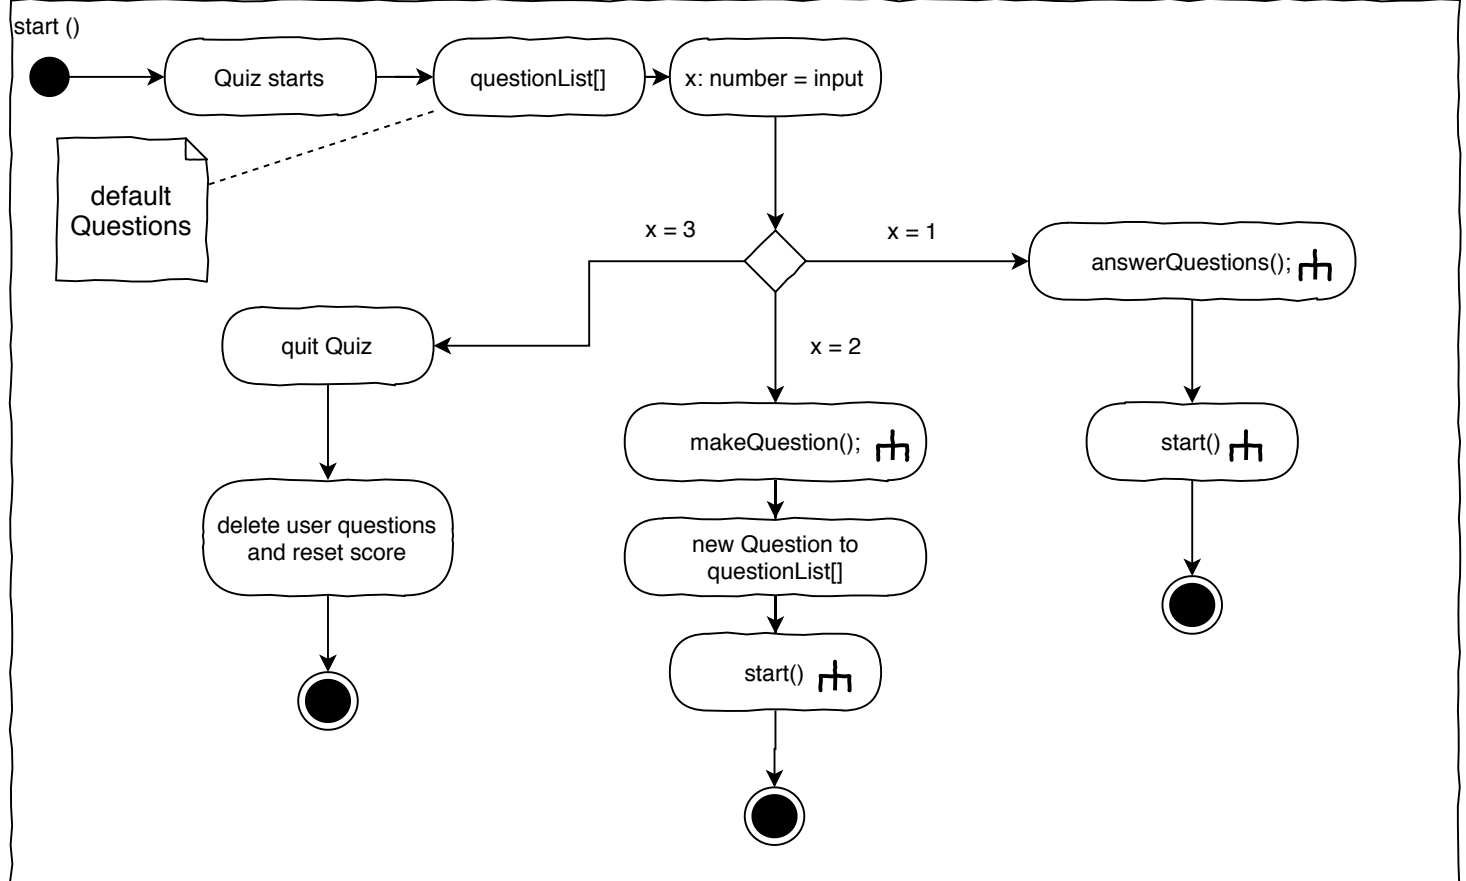 start ()
Quiz starts
questionList[]
x: number = input
default
Questions
x = 3
x = 1
answerQuestions();
quit Quiz
x = 2
makeQuestion();
start()
delete user questions
and reset score
new Question to
questionList[]
start()